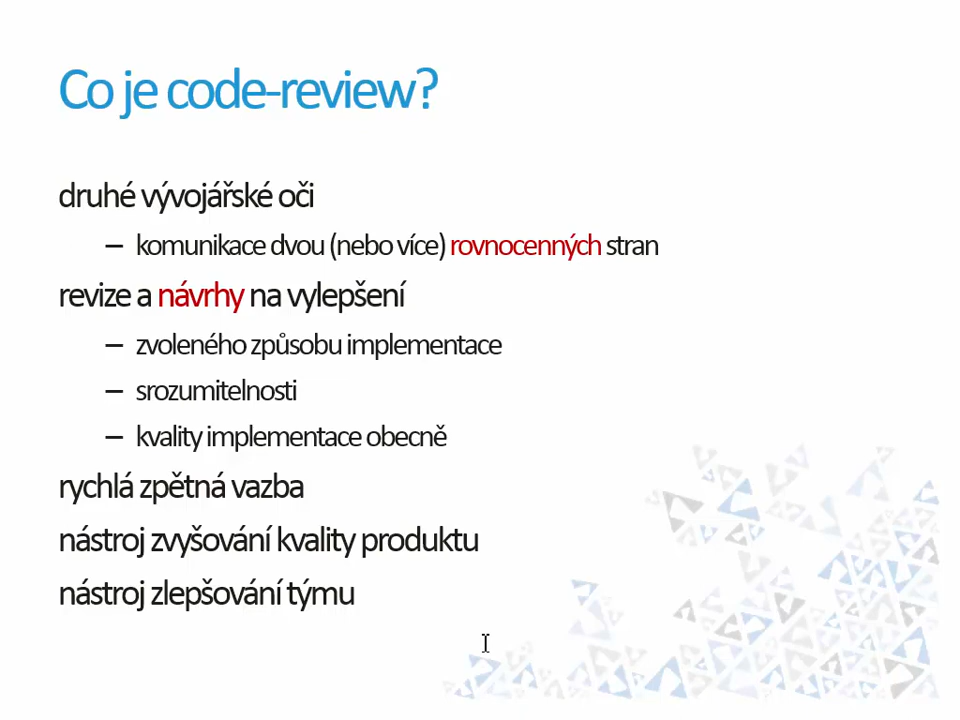 Co je code-review?
druhé vývojářské oči
– komunikace dvou (nebo více) rovnocenných stran
revize a návrhy na vylepšení
– zvoleného způsobu implementace
– srozumitelnosti
– kvality implementace obecně
rychlá zpětná vazba
nástroj zvyšování kvality produktu
nástroj zlepšování týmu